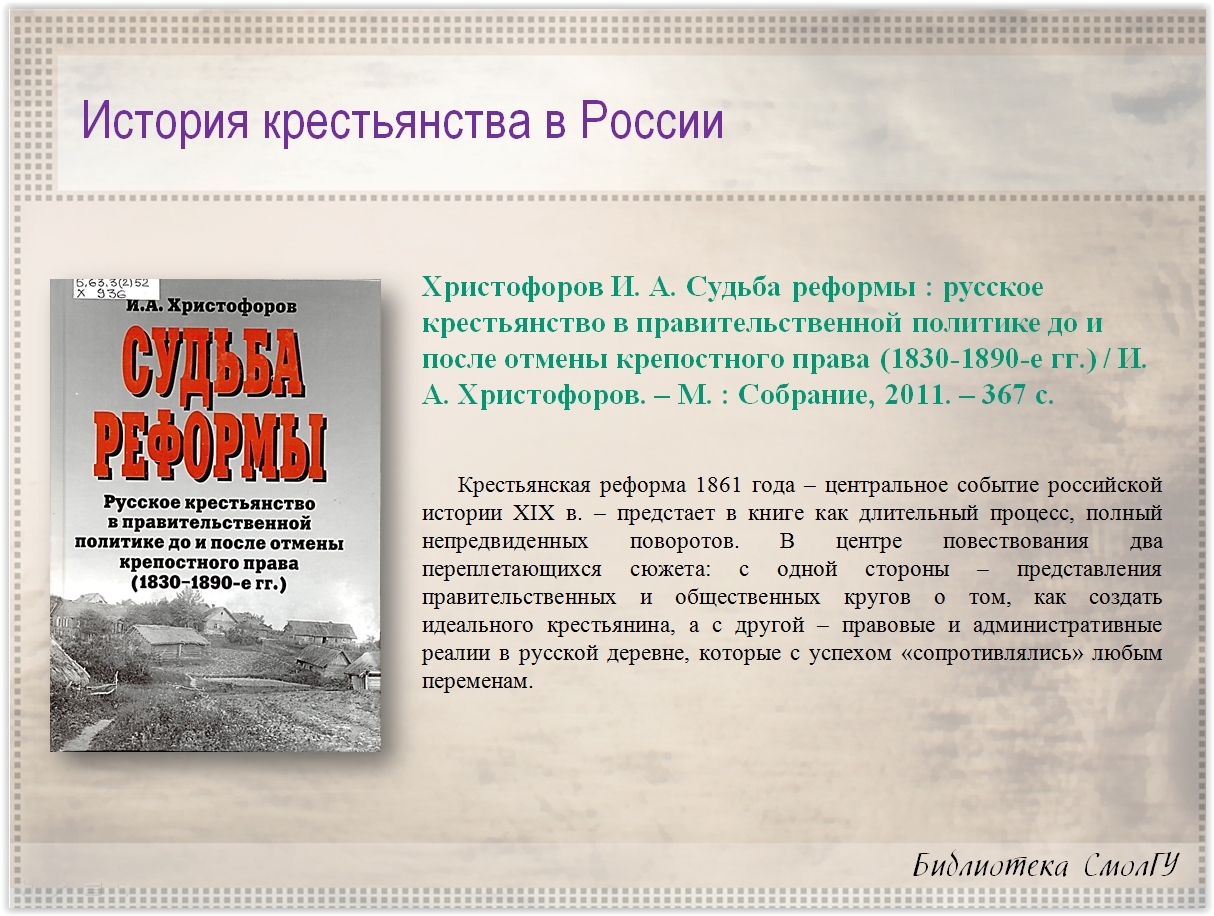 История крестьянства в России
Б.63.3(2)52
Х 936
И.А. Христофоров
СУДЬБА
РЕФОРМЫ
Русское крестьянство
в правительственной
политике до и после отмены
крепостного права
(1830–1890-е гг.)
Христофоров И. А. Судьба реформы : русское
крестьянство в правительственной политике до и
после отмены крепостного права (1830-1890-е гг.) / И.
А. Христофоров. – М. : Собрание, 2011. – 367 с.
Крестьянская реформа 1861 года – центральное событие российской
истории XIX в. – предстает в книге как длительный процесс, полный
непредвиденных поворотов. В центре повествования два
переплетающихся сюжета: с одной стороны – представления
правительственных и общественных кругов о том, как создать
идеального крестьянина, а с другой – правовые и административные
реалии в русской деревне, которые с успехом «сопротивлялись» любым
переменам.
Библиотека СмолГУ